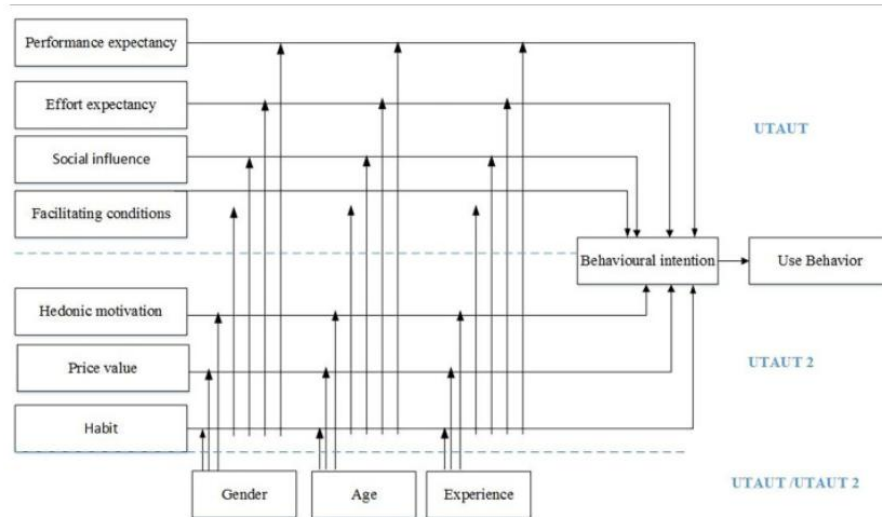 Performance expectancy
Effort expectancy
UTAUT
Social influence
Facilitating conditions
Behavioural intention
Use Behavior
Hedonic motivation
Price value
UTAUT 2
Habit
Gender
Age
Experience
UTAUT /UTAUT 2